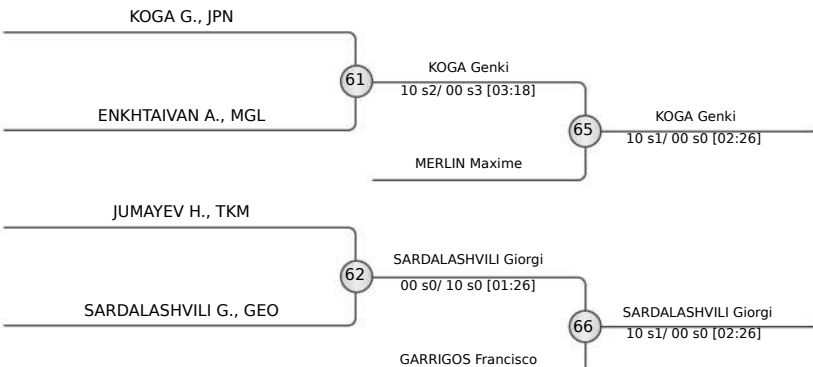 KOGA G., JPN
61
KOGA Genki
10 s2/ 00 s3 [03:18]
ENKHTAIVAN A., MGL
65
KOGA Genki
10 s1/ 00 s0 [02:26]
MERLIN Maxime
JUMAYEV H., TKM
62
SARDALASHVILI Giorgi
00 s0/ 10 s0 [01:26]
SARDALASHVILI G., GEO
66
SARDALASHVILI Giorgi
10 s1/ 00 s0 [02:26]
GARRIGOS Francisco